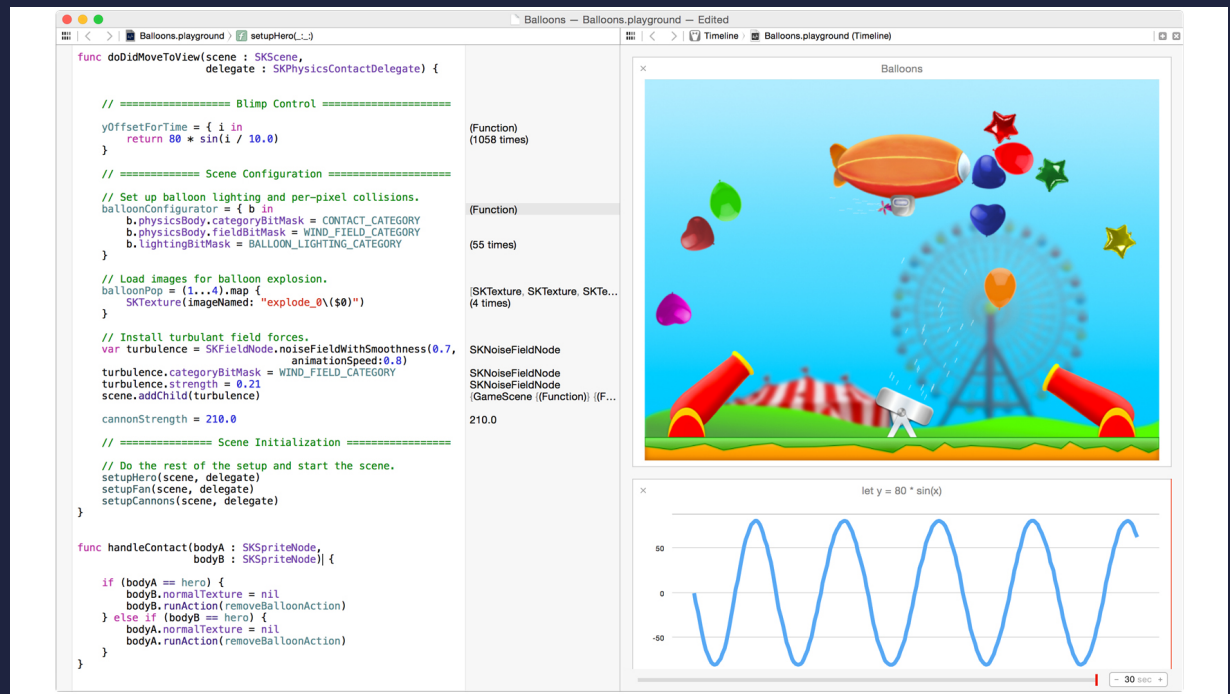 Balloons — Balloons.playground — Edited
Balloons.playground
setupHero(_:_:)
Timeline
Balloons.playground (Timeline)
func doDidMoveToView(scene : SKScene,
delegate : SKPhysicsContactDelegate) {
// ================== Blimp Control =====================
yOffsetForTime = { i in
return 80 * sin(i / 10.0)
}
// ============= Scene Configuration ====================
// Set up balloon lighting and per-pixel collisions.
balloonConfigurator = { b in
b.physicsBody.categoryBitMask = CONTACT_CATEGORY
b.physicsBody.fieldBitMask = WIND_FIELD_CATEGORY
b.lightingBitMask = BALLOON_LIGHTING_CATEGORY
}
// Load images for balloon explosion.
balloonPop = (1...4).map {
SKTexture(imageNamed: "explode_0\($0)")
}
// Install turbulent field forces.
var turbulence = SKFieldNode.noiseFieldWithSmoothness(0.7,
animationSpeed:0.8)
turbulence.categoryBitMask = WIND_FIELD_CATEGORY
turbulence.strength = 0.21
scene.addChild(turbulence)
cannonStrength = 210.0
// =============== Scene Initialization =================
// Do the rest of the setup and start the scene.
setupHero(scene, delegate)
setupFan(scene, delegate)
setupCannons(scene, delegate)
}
func handleContact(bodyA : SKSpriteNode,
bodyB : SKSpriteNode) {
if (bodyA == hero) {
bodyB.normalTexture = nil
bodyB.runAction(removeBalloonAction)
} else if (bodyB == hero) {
bodyA.normalTexture = nil
bodyA.runAction(removeBalloonAction)
}
}
(Function)
(1058 times)
(Function)
(55 times)
[SKTexture, SKTexture, SKTe...
(4 times)
SKNoiseFieldNode
SKNoiseFieldNode
SKNoiseFieldNode
{GameScene {(Function)} {(F...
210.0
Balloons
let y = 80 * sin(x)
50
0
-50
- 30 sec +